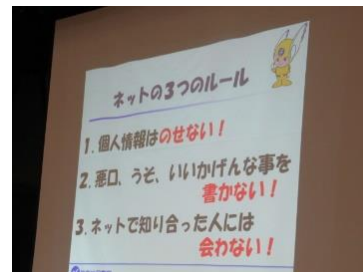 ネットの3つのルール
1. 個人情報はのせない！
2. 悪口、うそ、いいかげんな事を
書かない！
3. ネットで知り合った人には
会わない！